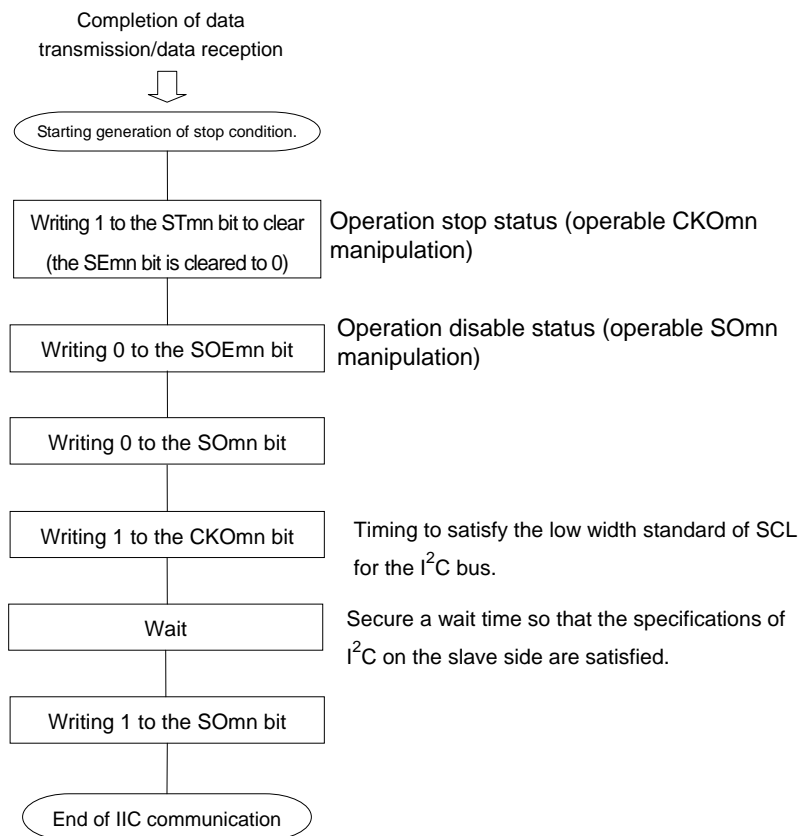 Completion of data
transmission/data reception
Starting generation of stop condition.
Writing 1 to the STmn bit to clear
(the SEmn bit is cleared to 0)
Operation stop status (operable CKOmn
manipulation)
Writing 0 to the SOEmn bit
Operation disable status (operable SOmn
manipulation)
Writing 0 to the SOmn bit
Writing 1 to the CKOmn bit
Timing to satisfy the low width standard of SCL
for the I²C bus.
Wait
Secure a wait time so that the specifications of
I²C on the slave side are satisfied.
Writing 1 to the SOmn bit
End of IIC communication